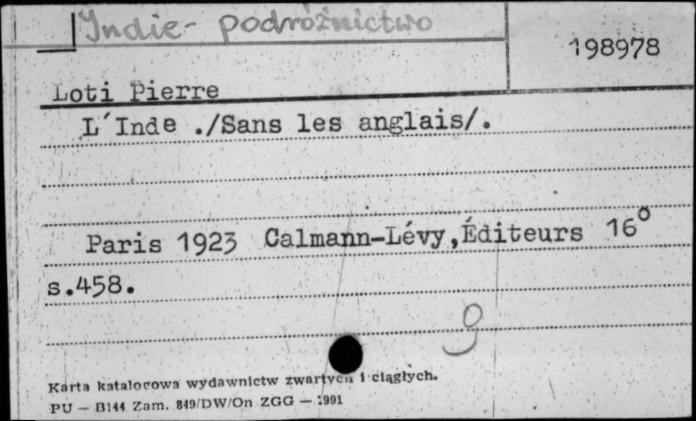 Indie - podróżnictwo
198978
Loti Pierre
L'Inde ./Sans les anglais/.
Paris 1923 Calmann-Lévy,Éditeurs 16°
s.458.
9
Karta katalogowa wydawnictw zwartych i ciągłych.
PU — B144 Zam. 849/DW/On ZGG — 1991